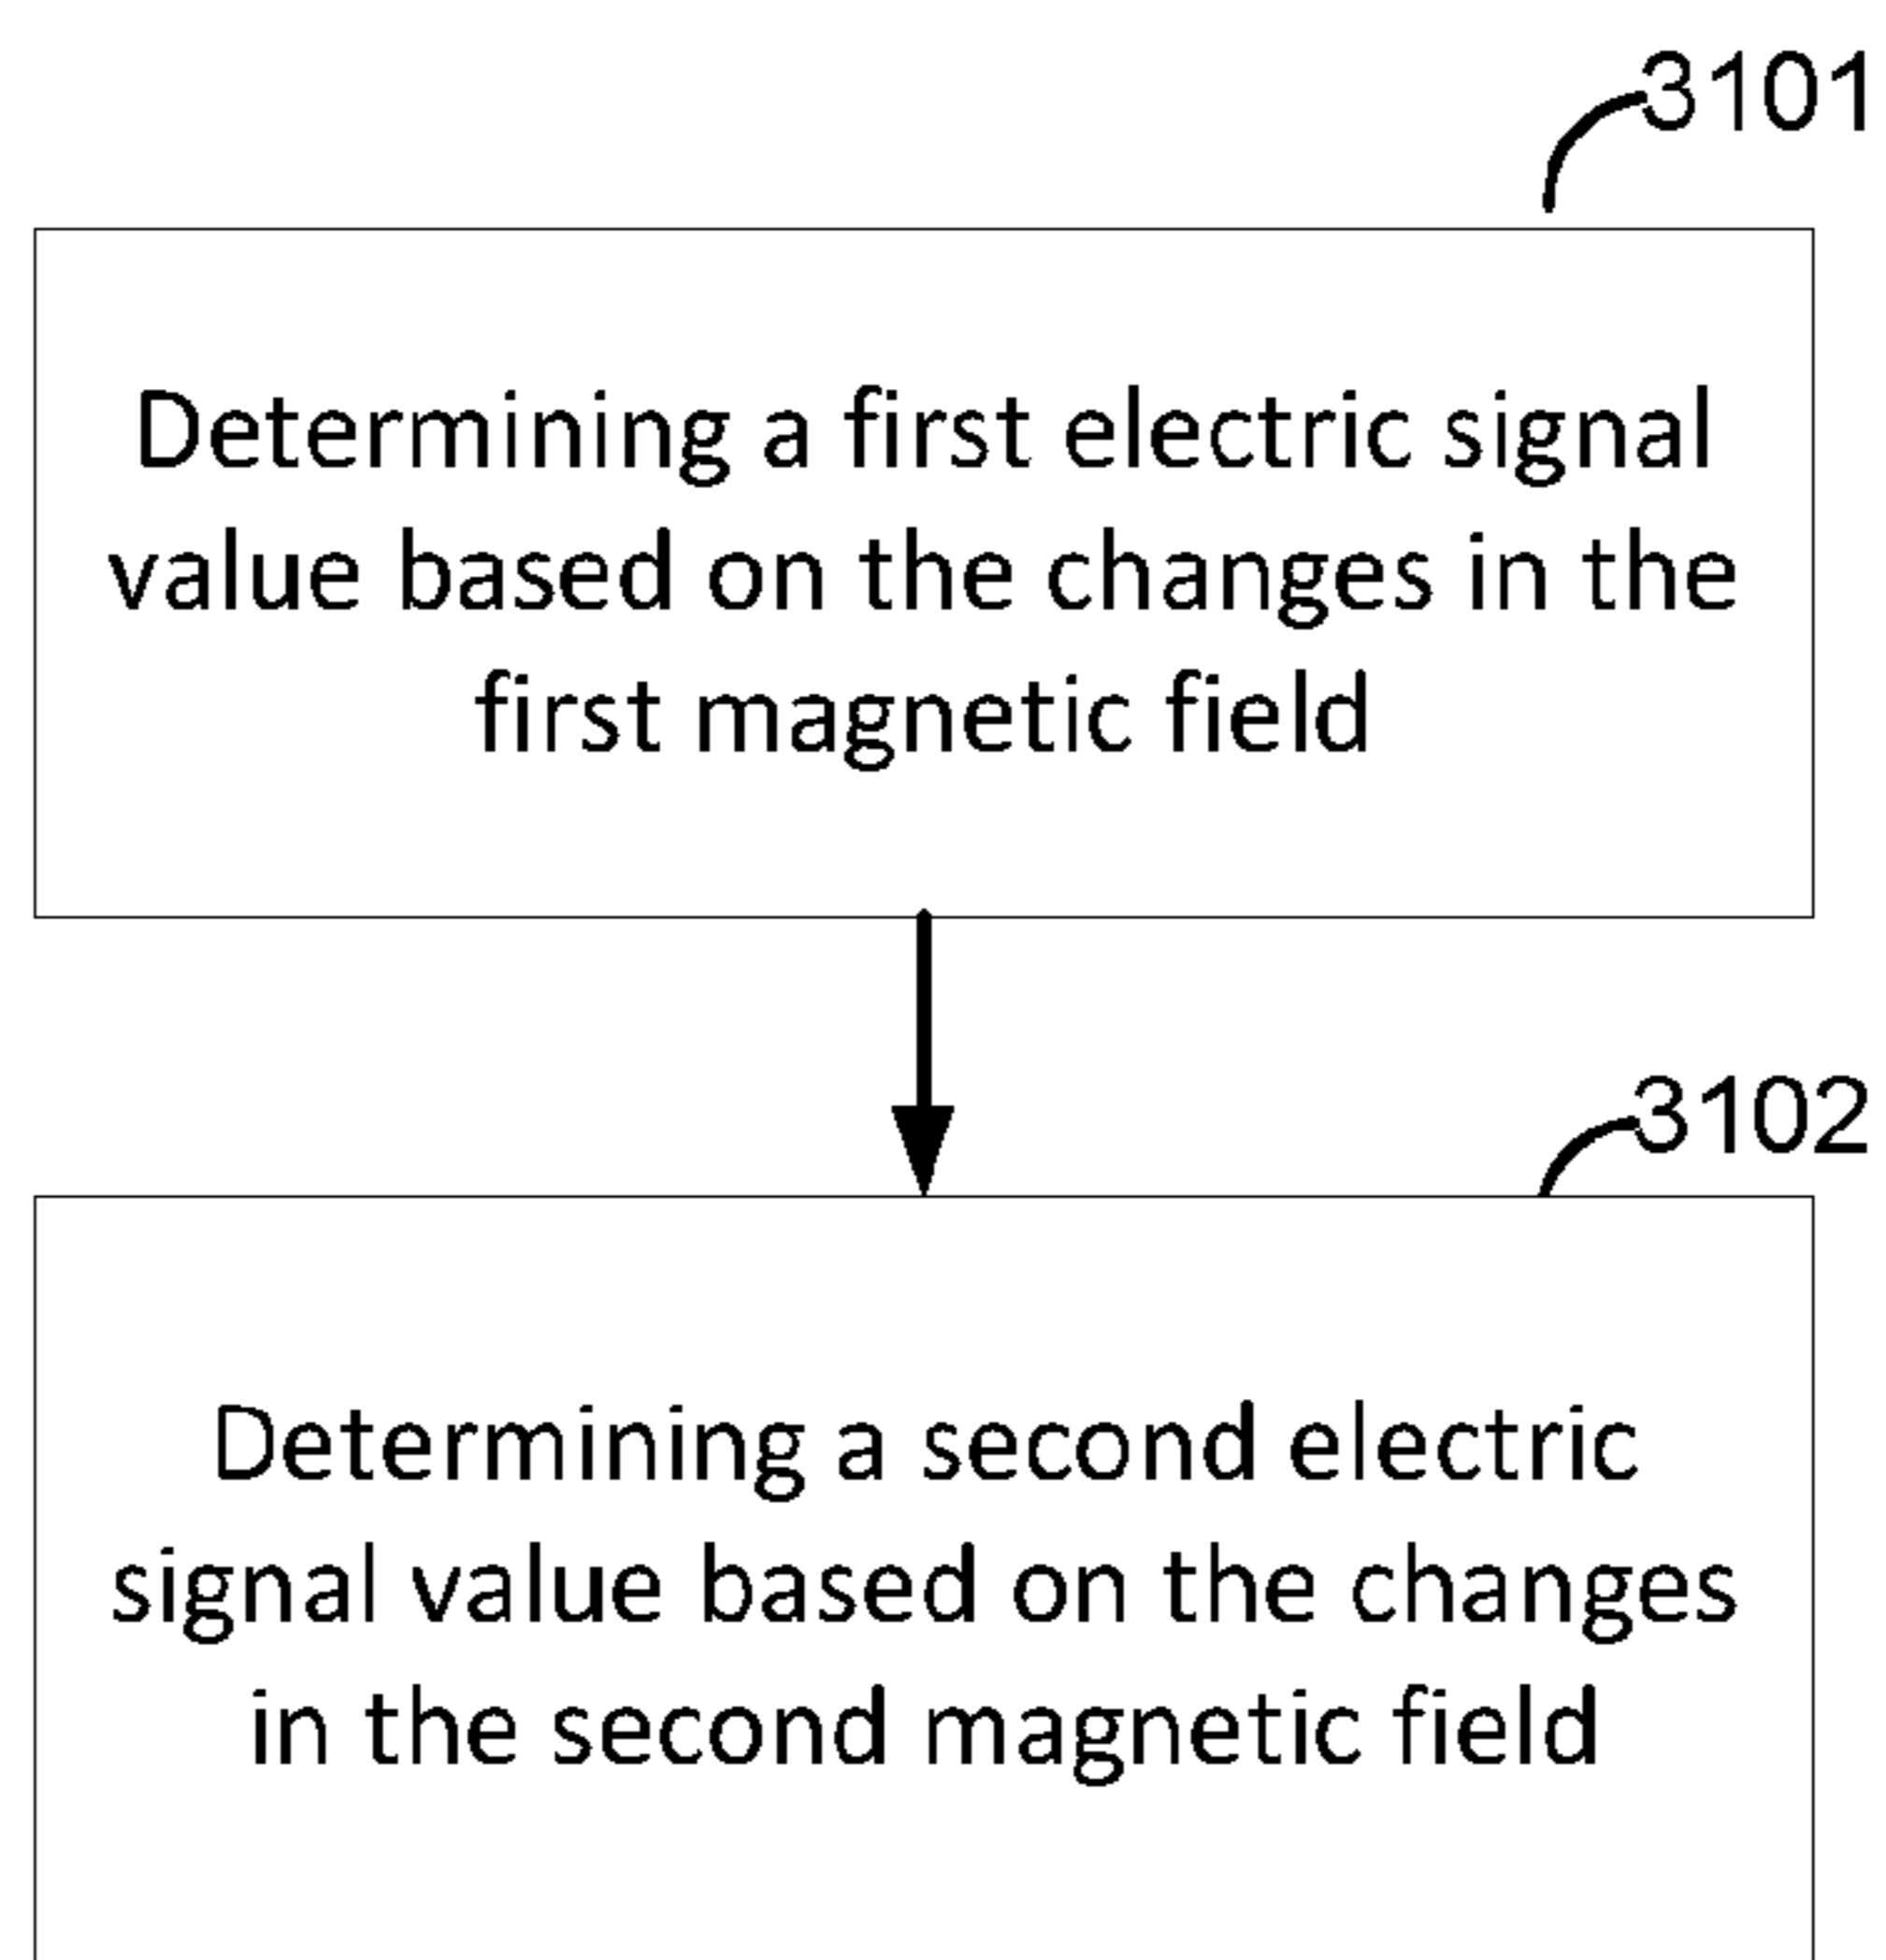 3101
Determining a first electric signal
value based on the changes in the
first magnetic field
3102
Determining a second electric
signal value based on the changes
in the second magnetic field